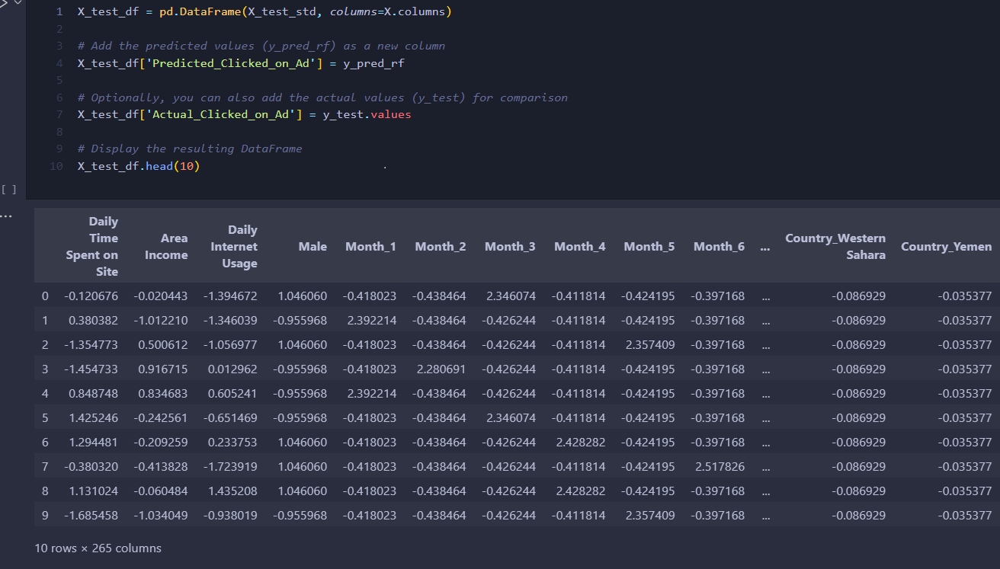 1 X_test_df = pd.DataFrame(X_test_std, columns=X.columns)
2
3 # Add the predicted values (y_pred_rf) as a new column
4 X_test_df['Predicted_Clicked_on_Ad'] = y_pred_rf
5
6 # Optionally, you can also add the actual values (y_test) for comparison
7 X_test_df['Actual_Clicked_on_Ad'] = y_test.values
8
9 # Display the resulting DataFrame
10 X_test_df.head(10)
[ ]
...
Daily Time Spent on Site Area Income Daily Internet Usage Male Month_1 Month_2 Month_3 Month_4 Month_5 Month_6 ... Country_Western Sahara Country_Yemen
0 -0.120676 -0.020443 -1.394672 1.046060 -0.418023 -0.438464 2.346074 -0.411814 -0.424195 -0.397168 ... -0.086929 -0.035377
1 0.380382 -1.012210 -1.346039 -0.955968 2.392214 -0.438464 -0.426244 -0.411814 -0.424195 -0.397168 ... -0.086929 -0.035377
2 -1.354773 0.500612 -1.056977 1.046060 -0.418023 -0.438464 -0.426244 -0.411814 2.357409 -0.397168 ... -0.086929 -0.035377
3 -1.454733 0.916715 0.012962 -0.955968 -0.418023 2.280691 -0.426244 -0.411814 -0.424195 -0.397168 ... -0.086929 -0.035377
4 0.848748 0.834683 0.605241 -0.955968 2.392214 -0.438464 -0.426244 -0.411814 -0.424195 -0.397168 ... -0.086929 -0.035377
5 1.425246 -0.242561 -0.651469 -0.955968 -0.418023 -0.438464 2.346074 -0.411814 -0.424195 -0.397168 ... -0.086929 -0.035377
6 1.294481 -0.209259 0.233753 1.046060 -0.418023 -0.438464 -0.426244 2.428282 -0.424195 -0.397168 ... -0.086929 -0.035377
7 -0.380320 -0.413828 -1.723919 1.046060 -0.418023 -0.438464 -0.426244 -0.411814 -0.424195 2.517826 ... -0.086929 -0.035377
8 1.131024 -0.060484 1.435208 1.046060 -0.418023 -0.438464 -0.426244 2.428282 -0.424195 -0.397168 ... -0.086929 -0.035377
9 -1.685458 -1.034049 -0.938019 -0.955968 -0.418023 -0.438464 -0.426244 -0.411814 2.357409 -0.397168 ... -0.086929 -0.035377
10 rows × 265 columns